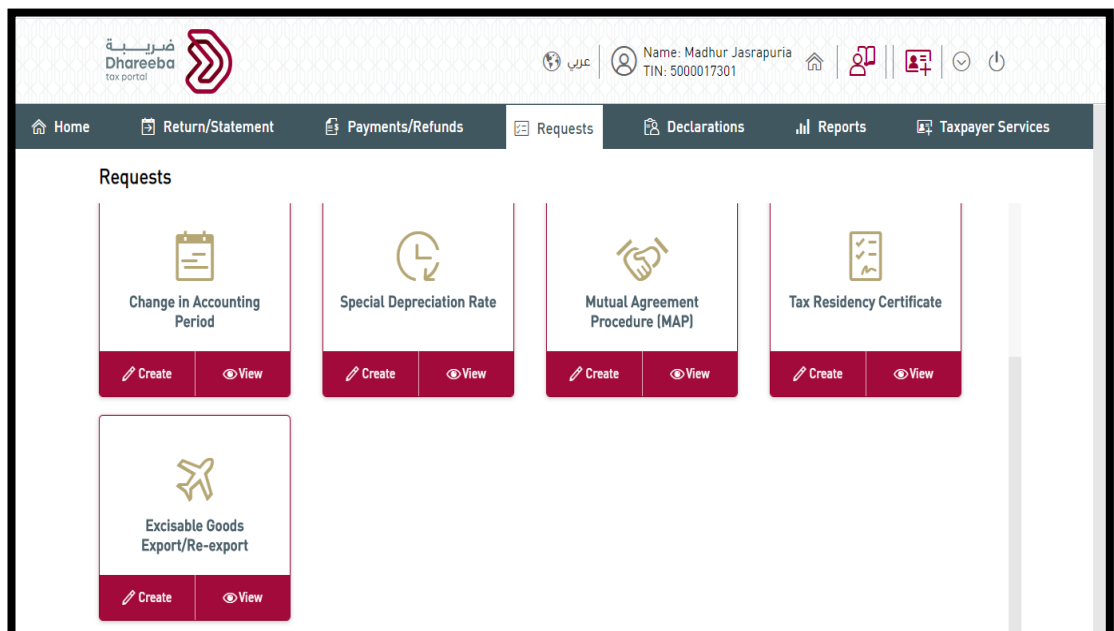 ضريبة
Dhareeba
tax portal
عربي
Name: Madhur Jasrapuria
TIN: 5000017301
Home Return/Statement Payments/Refunds Requests Declarations Reports Taxpayer Services
Requests
Change in Accounting
Period
Create View
Special Depreciation Rate
Create View
Mutual Agreement
Procedure (MAP)
Create View
Tax Residency Certificate
Create View
Excisable Goods
Export/Re-export
Create View